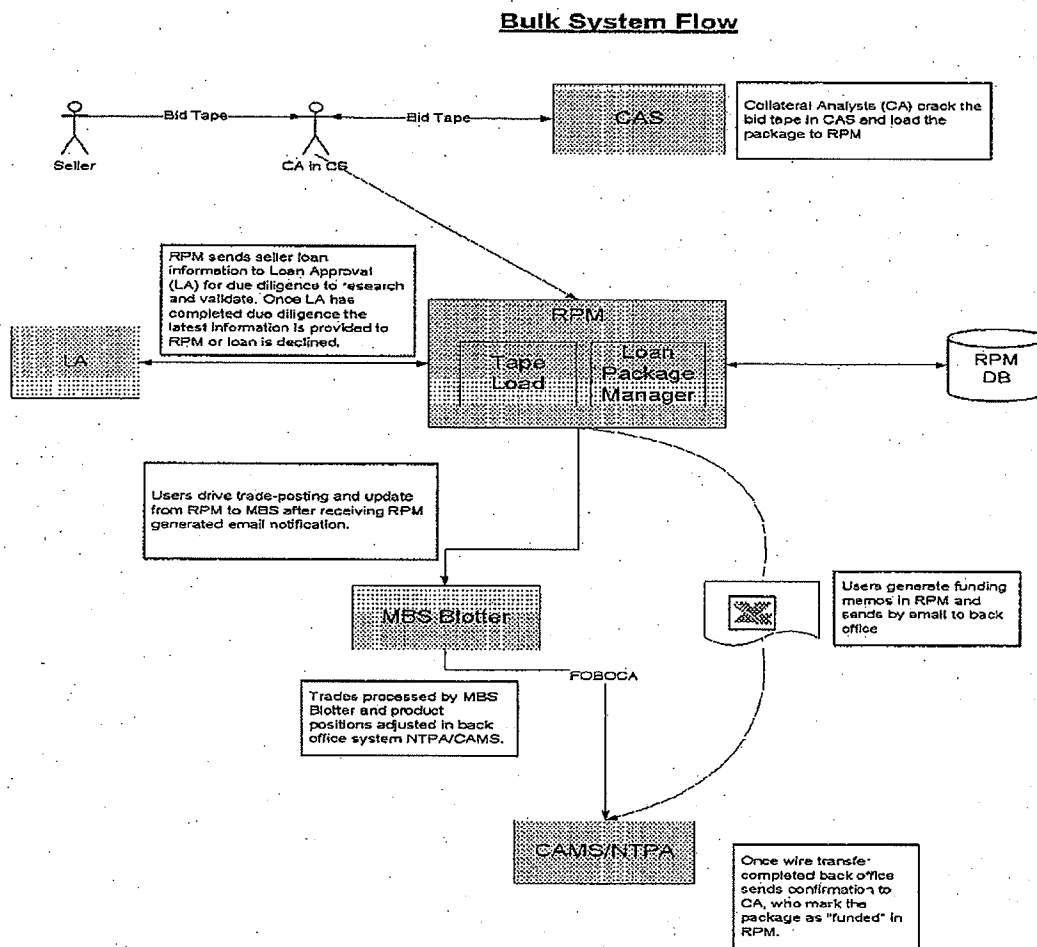 Bulk System Flow
Bid Tape
Bid Tape
CAS
Collateral Analysts (CA) crack the
bid tape in CAS and load the
package to RPM
Seller
CA in CS
RPM sends seller loan
information to Loan Approval
(LA) for due diligence to research
and validate. Once LA has
completed due diligence the
latest information is provided to
RPM or loan is declined.
RPM
LA
Tape
Load
Loan
Package
Manager
RPM
DB
Users drive trade-posting and update
from RPM to MBS after receiving RPM
generated email notification.
MBS Blotter
Users generate funding
memos in RPM and
sends by email to back
office
FOBOCA
Trades processed by MBS
Blotter and product
positions adjusted in back
office system NTPA/CAMS.
CAMS/NTPA
Once wire transfer
completed back office
sends confirmation to
CA, who mark the
package as "funded" in
RPM.